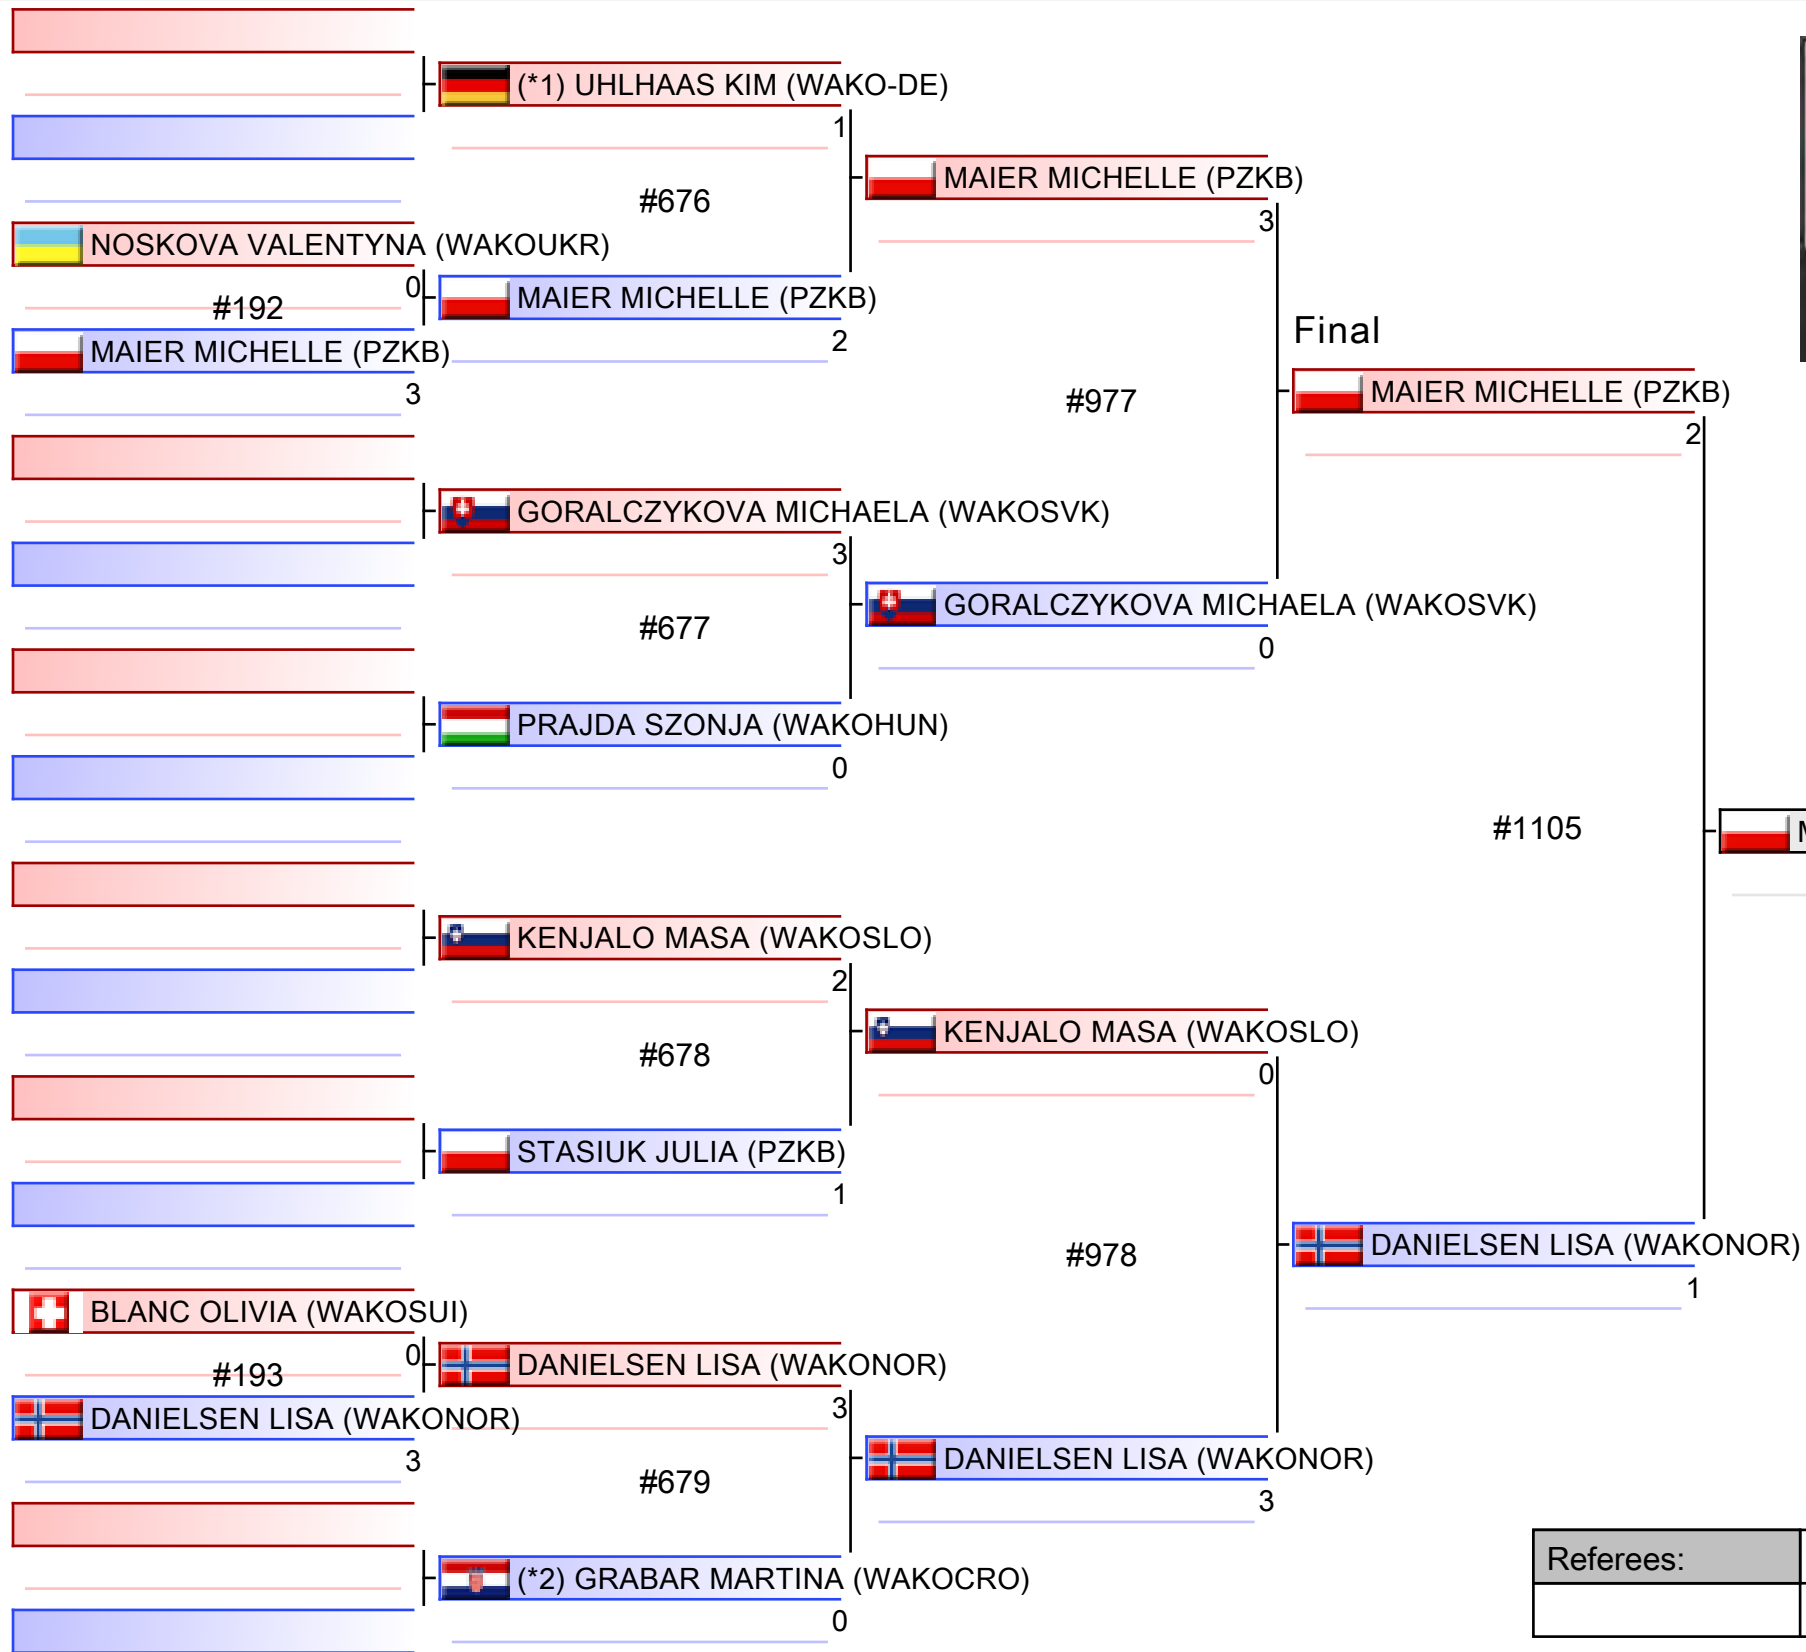 (*1) UHLHAAS KIM (WAKO-DE)
1
MAIER MICHELLE (PZKB)
#676
3
NOSKOVA VALENTYNA (WAKOUKR)
0
#192
MAIER MICHELLE (PZKB)
2
MAIER MICHELLE (PZKB)
3
Final
#977
MAIER MICHELLE (PZKB)
2
GORALCZYKOVA MICHAELA (WAKOSVK)
3
GORALCZYKOVA MICHAELA (WAKOSVK)
#677
0
PRAJDA SZONJA (WAKOHUN)
0
#1105
M
KENJALO MASA (WAKOSLO)
2
KENJALO MASA (WAKOSLO)
#678
0
STASIUK JULIA (PZKB)
1
#978
DANIELSEN LISA (WAKONOR)
1
BLANC OLIVIA (WAKOSUI)
0
#193
DANIELSEN LISA (WAKONOR)
3
DANIELSEN LISA (WAKONOR)
3
DANIELSEN LISA (WAKONOR)
#679
3
(*2) GRABAR MARTINA (WAKOCRO)
0
Referees: